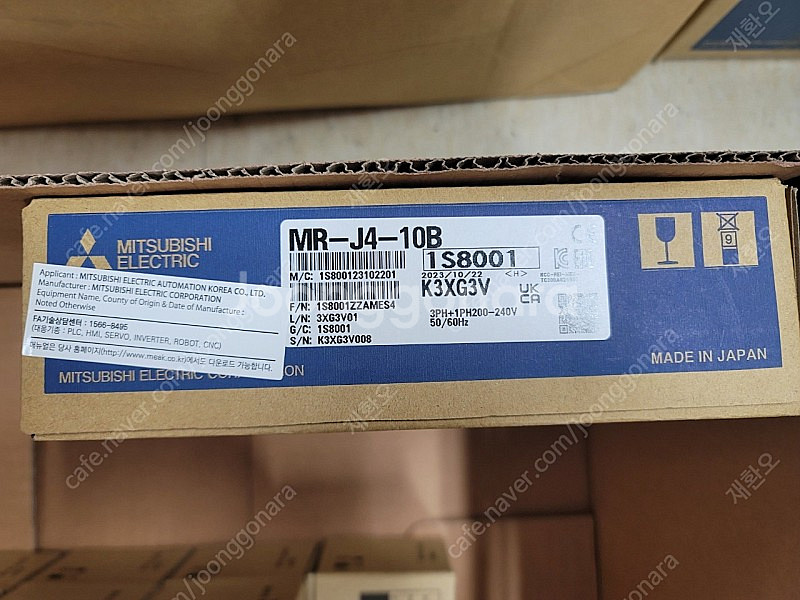 MITSUBISHI
ELECTRIC
MR-J4-10B
1S8001
M/C: 1S800123102201
2023/10/22 <H>
K3XG3V
F/N: 1S8001ZZAMES4
L/N: 3XG3V01
G/C: 1S8001
S/N: K3XG3V008
3PH+1PH200-240V
50/60Hz
UK
CA
CE
9
MADE IN JAPAN
Applicant : MITSUBISHI ELECTRIC AUTOMATION KOREA CO., LTD.
Manufacturer : MITSUBISHI ELECTRIC CORPORATION
Equipment Name, County of Origin & Date of Manufacture :
Noted Otherwise
FA기술상담센터 : 1566-8495
(대응기종 : PLC, HMI, SERVO, INVERTER, ROBOT, CNC)
매뉴얼은 당사 홈페이지(http://www.meek.co.kr)에서도 다운로드 가능합니다.
MITSUBISHI ELECTRIC CORPORATION
cafe.naver.com/joonggonara
재환오